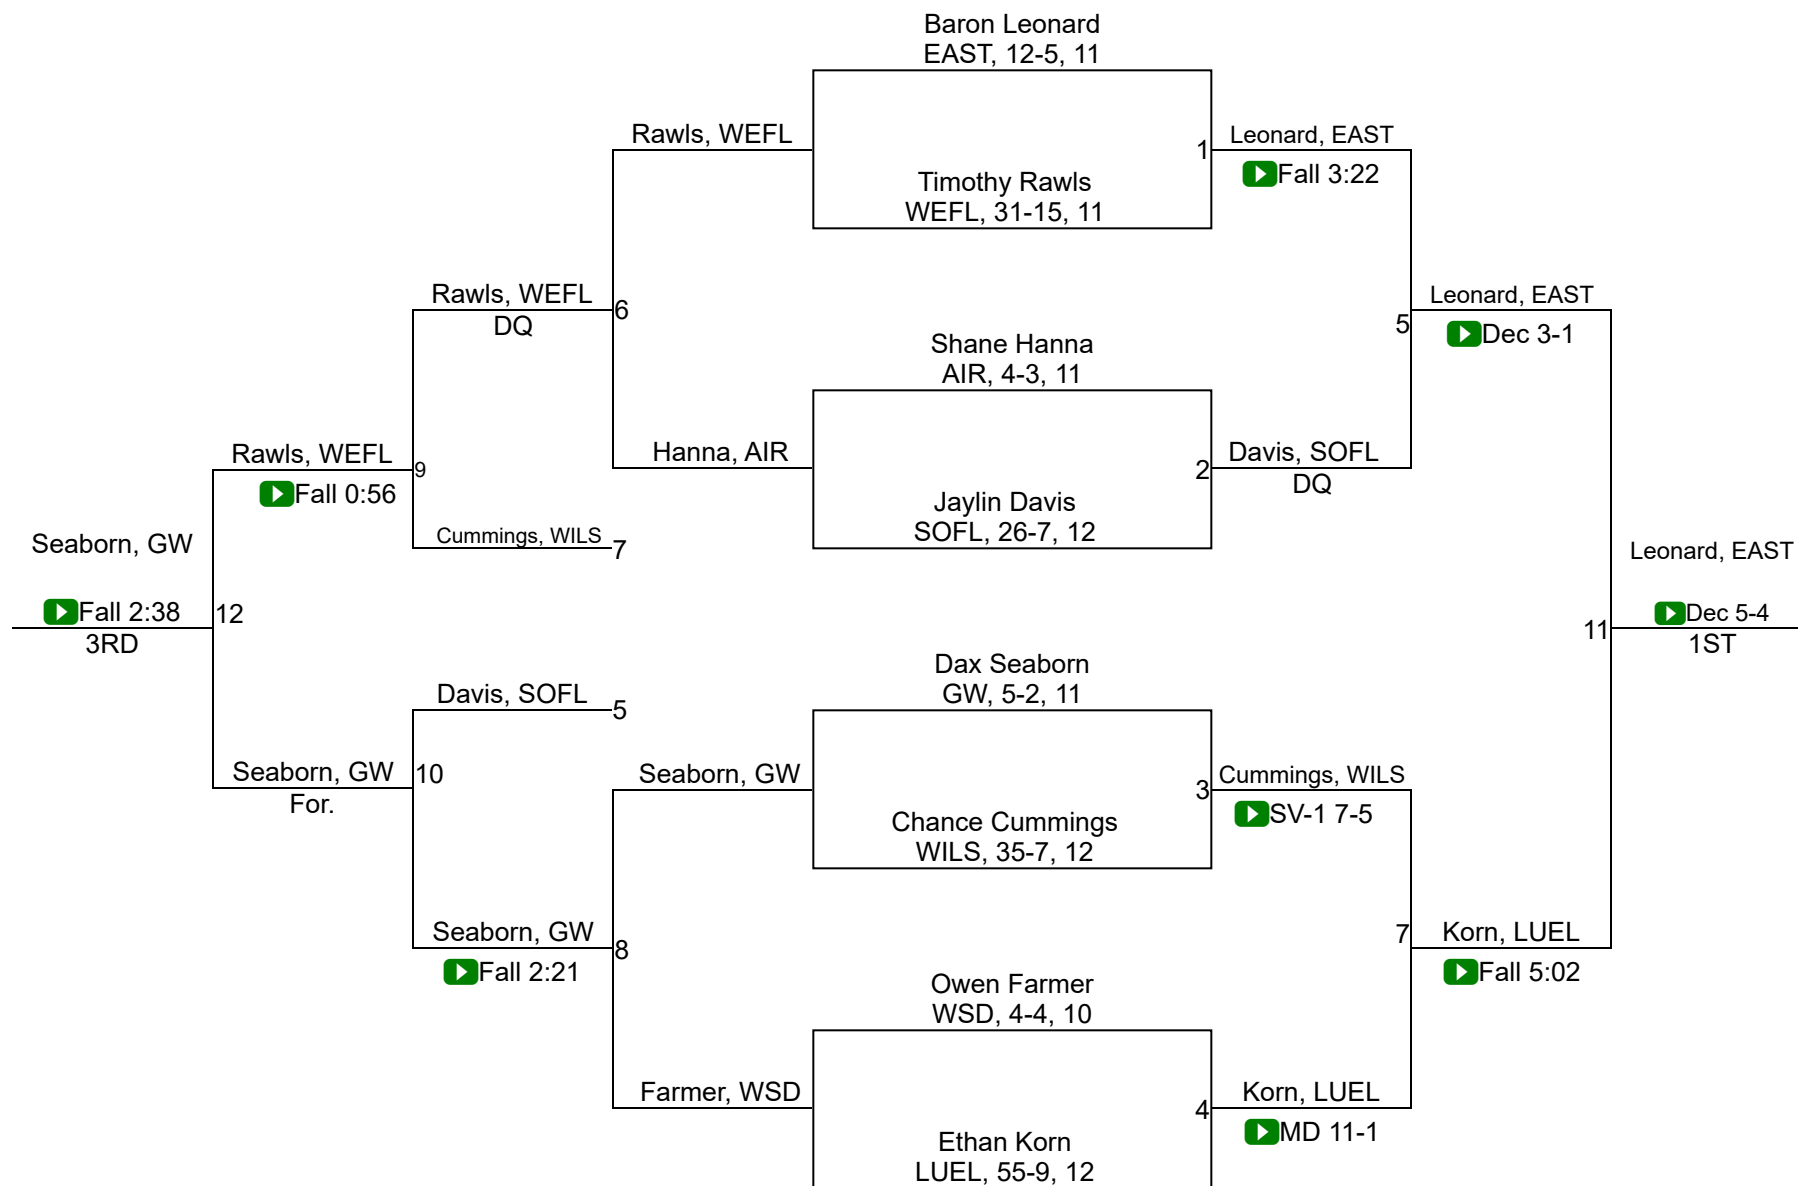 Baron Leonard
EAST, 12-5, 11
Rawls, WEFL
1
Leonard, EAST
Fall 3:22
Timothy Rawls
WEFL, 31-15, 11
Rawls, WEFL
DQ
6
Leonard, EAST
5
Dec 3-1
Shane Hanna
AIR, 4-3, 11
Rawls, WEFL
9
Fall 0:56
Hanna, AIR
2
Davis, SOFL
DQ
Jaylin Davis
SOFL, 26-7, 12
Cummings, WILS
7
Seaborn, GW
Fall 2:38
3RD
12
Leonard, EAST
11
Dec 5-4
1ST
Dax Seaborn
GW, 5-2, 11
Davis, SOFL
5
Seaborn, GW
For.
10
Seaborn, GW
3
Cummings, WILS
SV-1 7-5
Chance Cummings
WILS, 35-7, 12
Seaborn, GW
8
Fall 2:21
7
Korn, LUEL
Fall 5:02
Owen Farmer
WSD, 4-4, 10
Farmer, WSD
4
Korn, LUEL
MD 11-1
Ethan Korn
LUEL, 55-9, 12